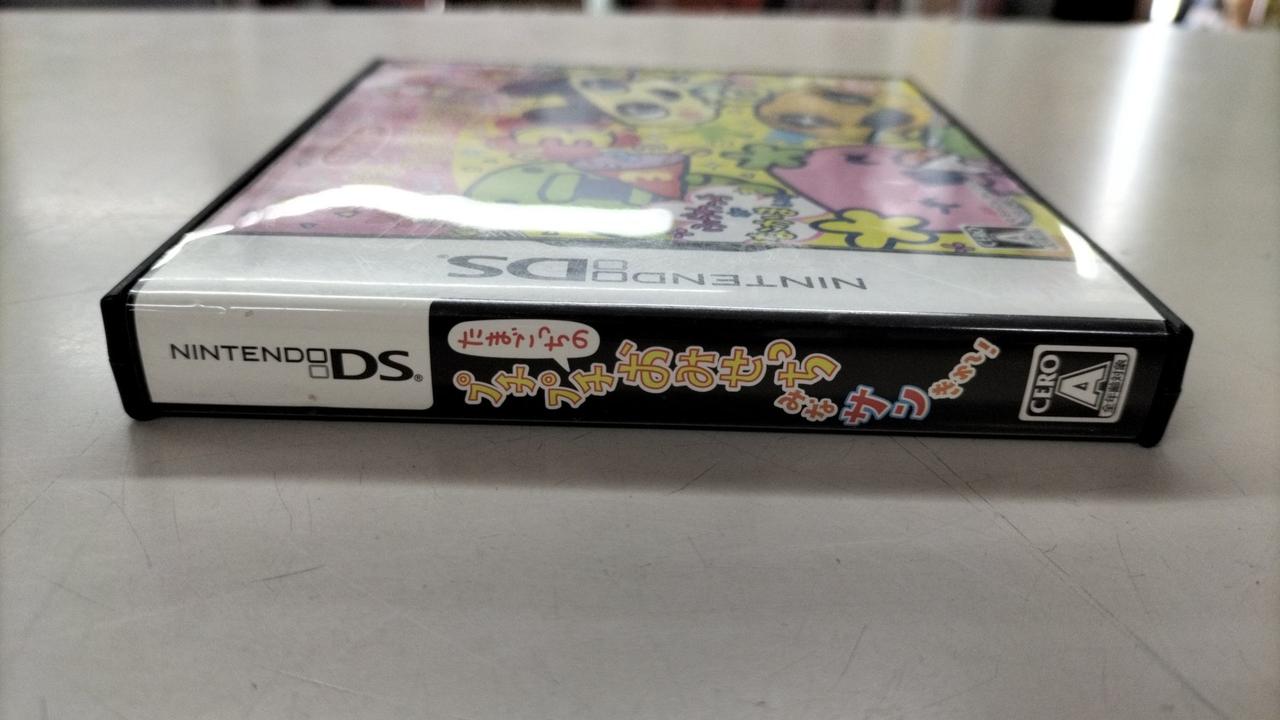 NINTENDO DS
NINTENDO DS
たまごっちの
プチプチおみせっち
みなサンきゅ〜!
CERO
A
全年齢対象